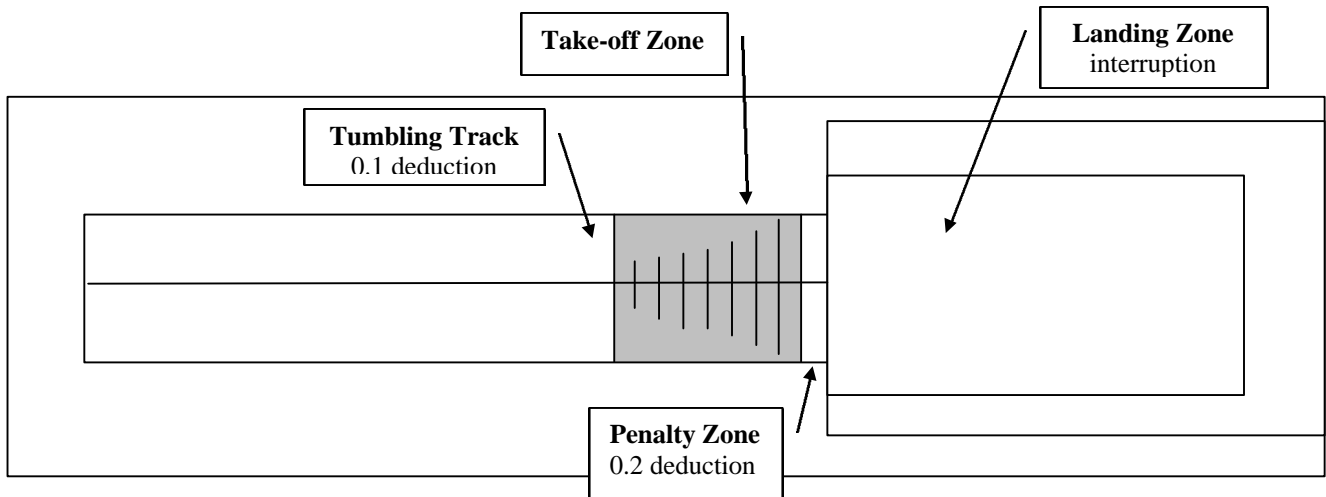 Take-off Zone
Landing Zone
interruption
Tumbling Track
0.1 deduction
Penalty Zone
0.2 deduction